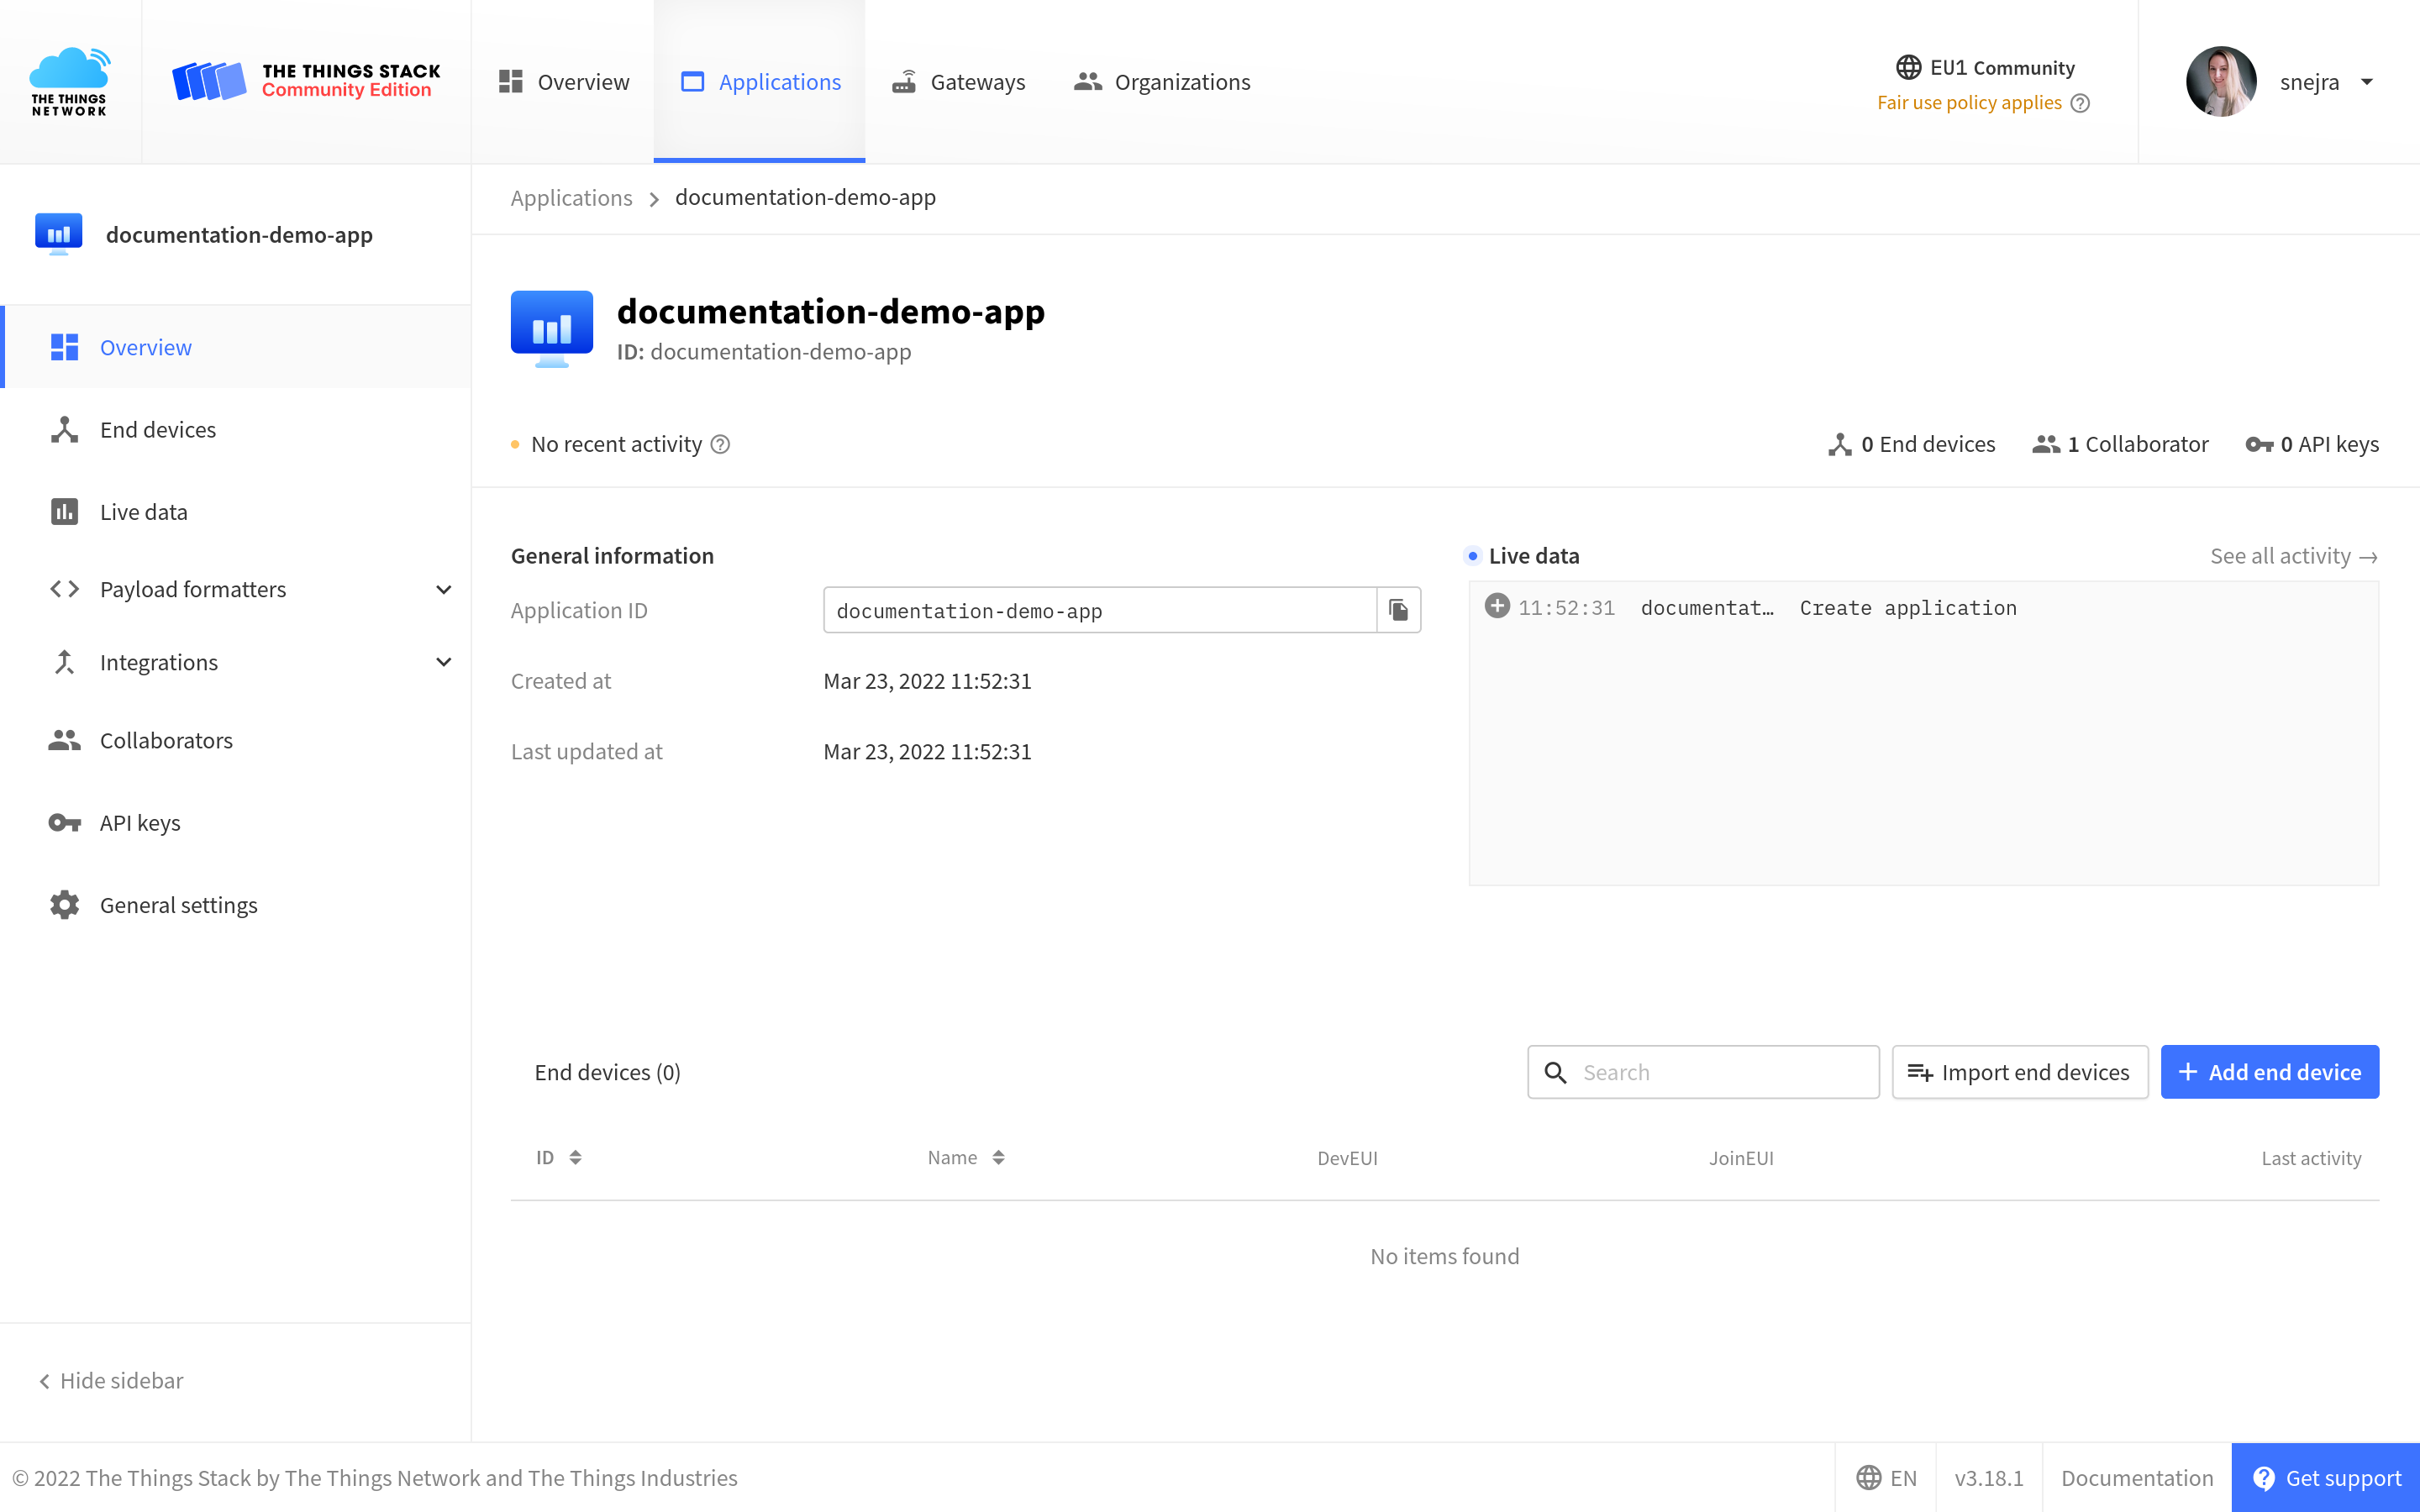 THE THINGS
NETWORK
THE THINGS STACK
Community Edition
Overview
Applications
Gateways
Organizations
EU1 Community
Fair use policy applies
snejra
documentation-demo-app
Overview
End devices
Live data
Payload formatters
Integrations
Collaborators
API keys
General settings
Hide sidebar
Applications
documentation-demo-app
documentation-demo-app
ID: documentation-demo-app
No recent activity
0 End devices
1 Collaborator
0 API keys
General information
Application ID
documentation-demo-app
Created at
Mar 23, 2022 11:52:31
Last updated at
Mar 23, 2022 11:52:31
Live data
See all activity →
11:52:31 documentat… Create application
End devices (0)
Search
Import end devices
Add end device
ID
Name
DevEUI
JoinEUI
Last activity
No items found
© 2022 The Things Stack by The Things Network and The Things Industries
EN
v3.18.1
Documentation
Get support